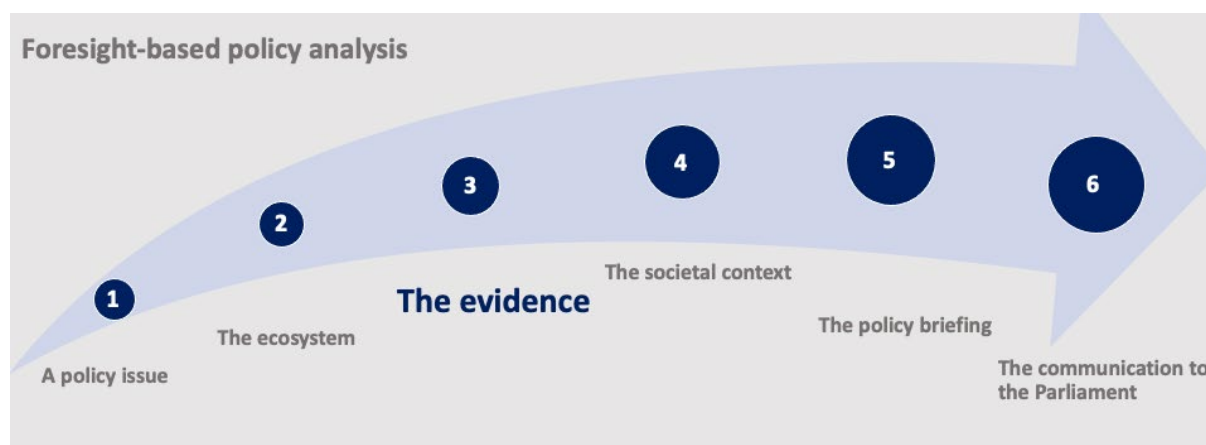 Foresight-based policy analysis
1
A policy issue
2
The ecosystem
3
The evidence
4
The societal context
5
The policy briefing
6
The communication to
the Parliament